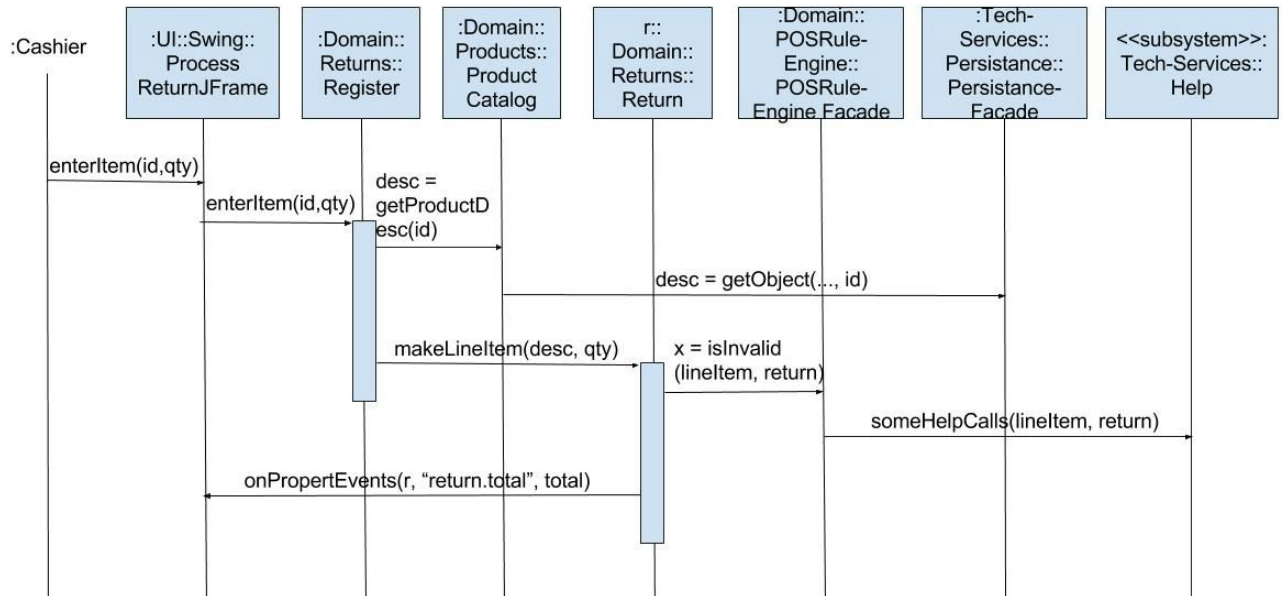 :Cashier
:UI::Swing::
Process
ReturnJFrame
:Domain::
Returns::
Register
:Domain::
Products::
Product
Catalog
r::
Domain::
Returns::
Return
:Domain::
POSRule-
Engine::
POSRule-
Engine Facade
:Tech-
Services::
Persistance::
Persistance-
Facade
<<subsystem>>:
Tech-Services::
Help
enterItem(id,qty)
enterItem(id,qty)
desc =
getProductD
esc(id)
desc = getObject(..., id)
makeLineItem(desc, qty)
x = isInvalid
(lineItem, return)
someHelpCalls(lineItem, return)
onPropertEvents(r, “return.total”, total)